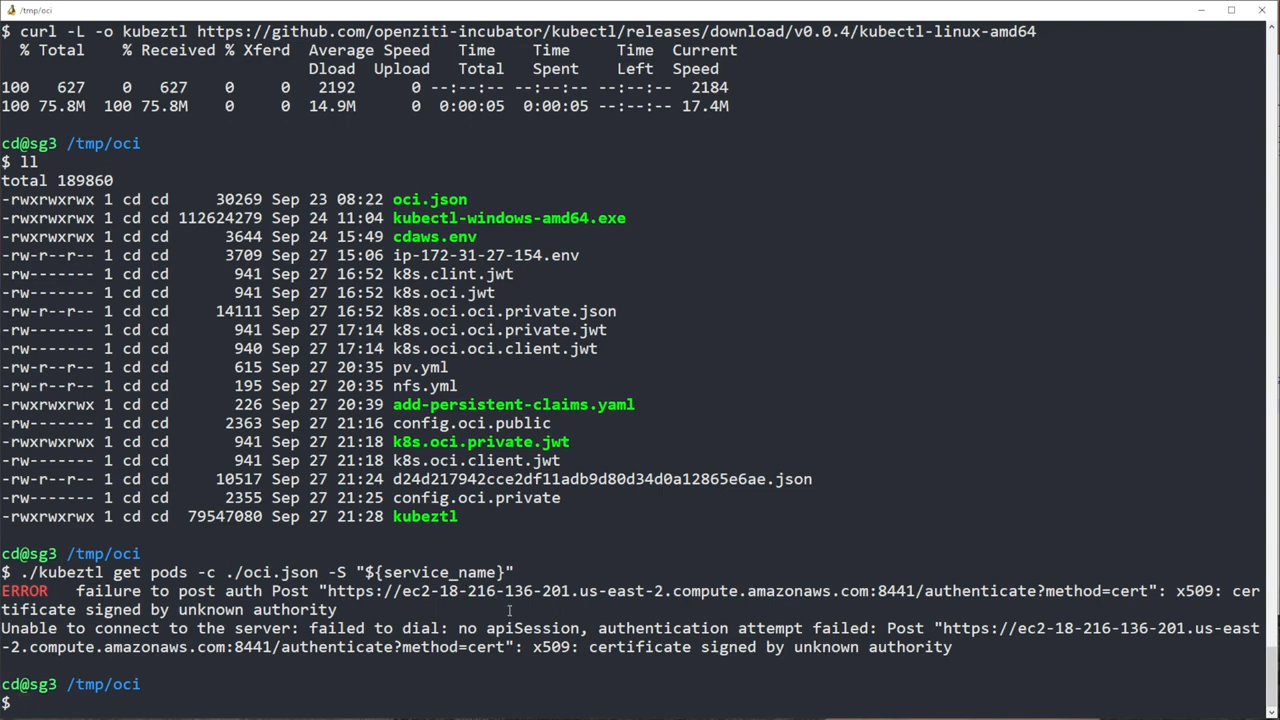 /tmp/oci
$ curl -L -o kubeztl https://github.com/openziti-incubator/kubectl/releases/download/v0.0.4/kubectl-linux-amd64
% Total % Received % Xferd Average Speed Time Time Time Current
Dload Upload Total Spent Left Speed
100 627 0 627 0 0 2192 0 --:--:-- --:--:-- --:--:-- 2184
100 75.8M 100 75.8M 0 0 14.9M 0 0:00:05 0:00:05 --:--:-- 17.4M
cd@sg3 /tmp/oci
$ ll
total 189860
-rwxrwxrwx 1 cd cd 30269 Sep 23 08:22 oci.json
-rwxrwxrwx 1 cd cd 112624279 Sep 24 11:04 kubectl-windows-amd64.exe
-rwxrwxrwx 1 cd cd 3644 Sep 24 15:49 cdaws.env
-rw-r--r-- 1 cd cd 3709 Sep 27 15:06 ip-172-31-27-154.env
-rw------- 1 cd cd 941 Sep 27 16:52 k8s.clint.jwt
-rw------- 1 cd cd 941 Sep 27 16:52 k8s.oci.jwt
-rw-r--r-- 1 cd cd 14111 Sep 27 16:52 k8s.oci.oci.private.json
-rw------- 1 cd cd 941 Sep 27 17:14 k8s.oci.oci.private.jwt
-rw------- 1 cd cd 940 Sep 27 17:14 k8s.oci.oci.client.jwt
-rw-r--r-- 1 cd cd 615 Sep 27 20:35 pv.yml
-rw-r--r-- 1 cd cd 195 Sep 27 20:35 nfs.yml
-rwxrwxrwx 1 cd cd 226 Sep 27 20:39 add-persistent-claims.yaml
-rw------- 1 cd cd 2363 Sep 27 21:16 config.oci.public
-rwxrwxrwx 1 cd cd 941 Sep 27 21:18 k8s.oci.private.jwt
-rw------- 1 cd cd 941 Sep 27 21:18 k8s.oci.client.jwt
-rw-r--r-- 1 cd cd 10517 Sep 27 21:24 d24d217942cce2df11adb9d80d34d0a12865e6ae.json
-rw------- 1 cd cd 2355 Sep 27 21:25 config.oci.private
-rwxrwxrwx 1 cd cd 79547080 Sep 27 21:28 kubeztl
cd@sg3 /tmp/oci
$ ./kubeztl get pods -c ./oci.json -S "${service_name}"
ERROR failure to post auth Post "https://ec2-18-216-136-201.us-east-2.compute.amazonaws.com:8441/authenticate?method=cert": x509: cer
tificate signed by unknown authority
Unable to connect to the server: failed to dial: no apiSession, authentication attempt failed: Post "https://ec2-18-216-136-201.us-east
-2.compute.amazonaws.com:8441/authenticate?method=cert": x509: certificate signed by unknown authority
cd@sg3 /tmp/oci
$